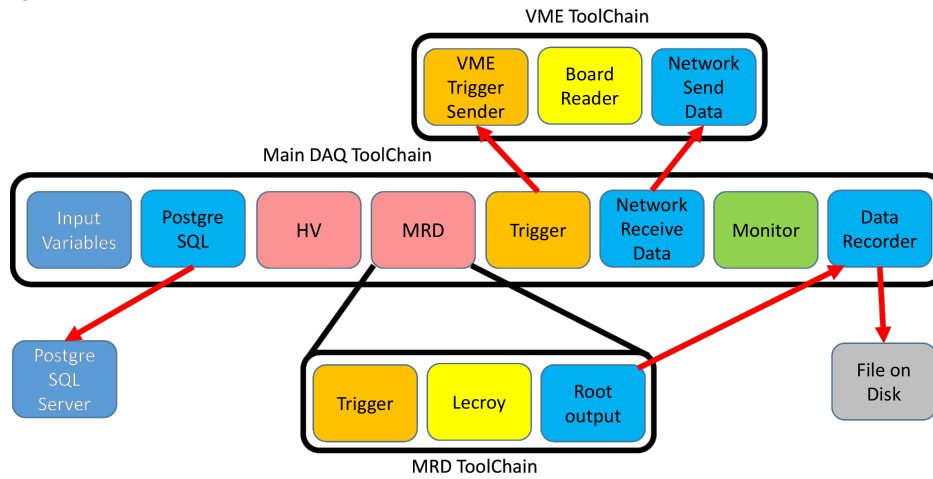 VME ToolChain
VME
Trigger
Sender
Board
Reader
Network
Send
Data
Main DAQ ToolChain
Input
Variables
Postgre
SQL
HV
MRD
Trigger
Network
Receive
Data
Monitor
Data
Recorder
Postgre
SQL
Server
Trigger
Lecroy
Root
output
File on
Disk
MRD ToolChain